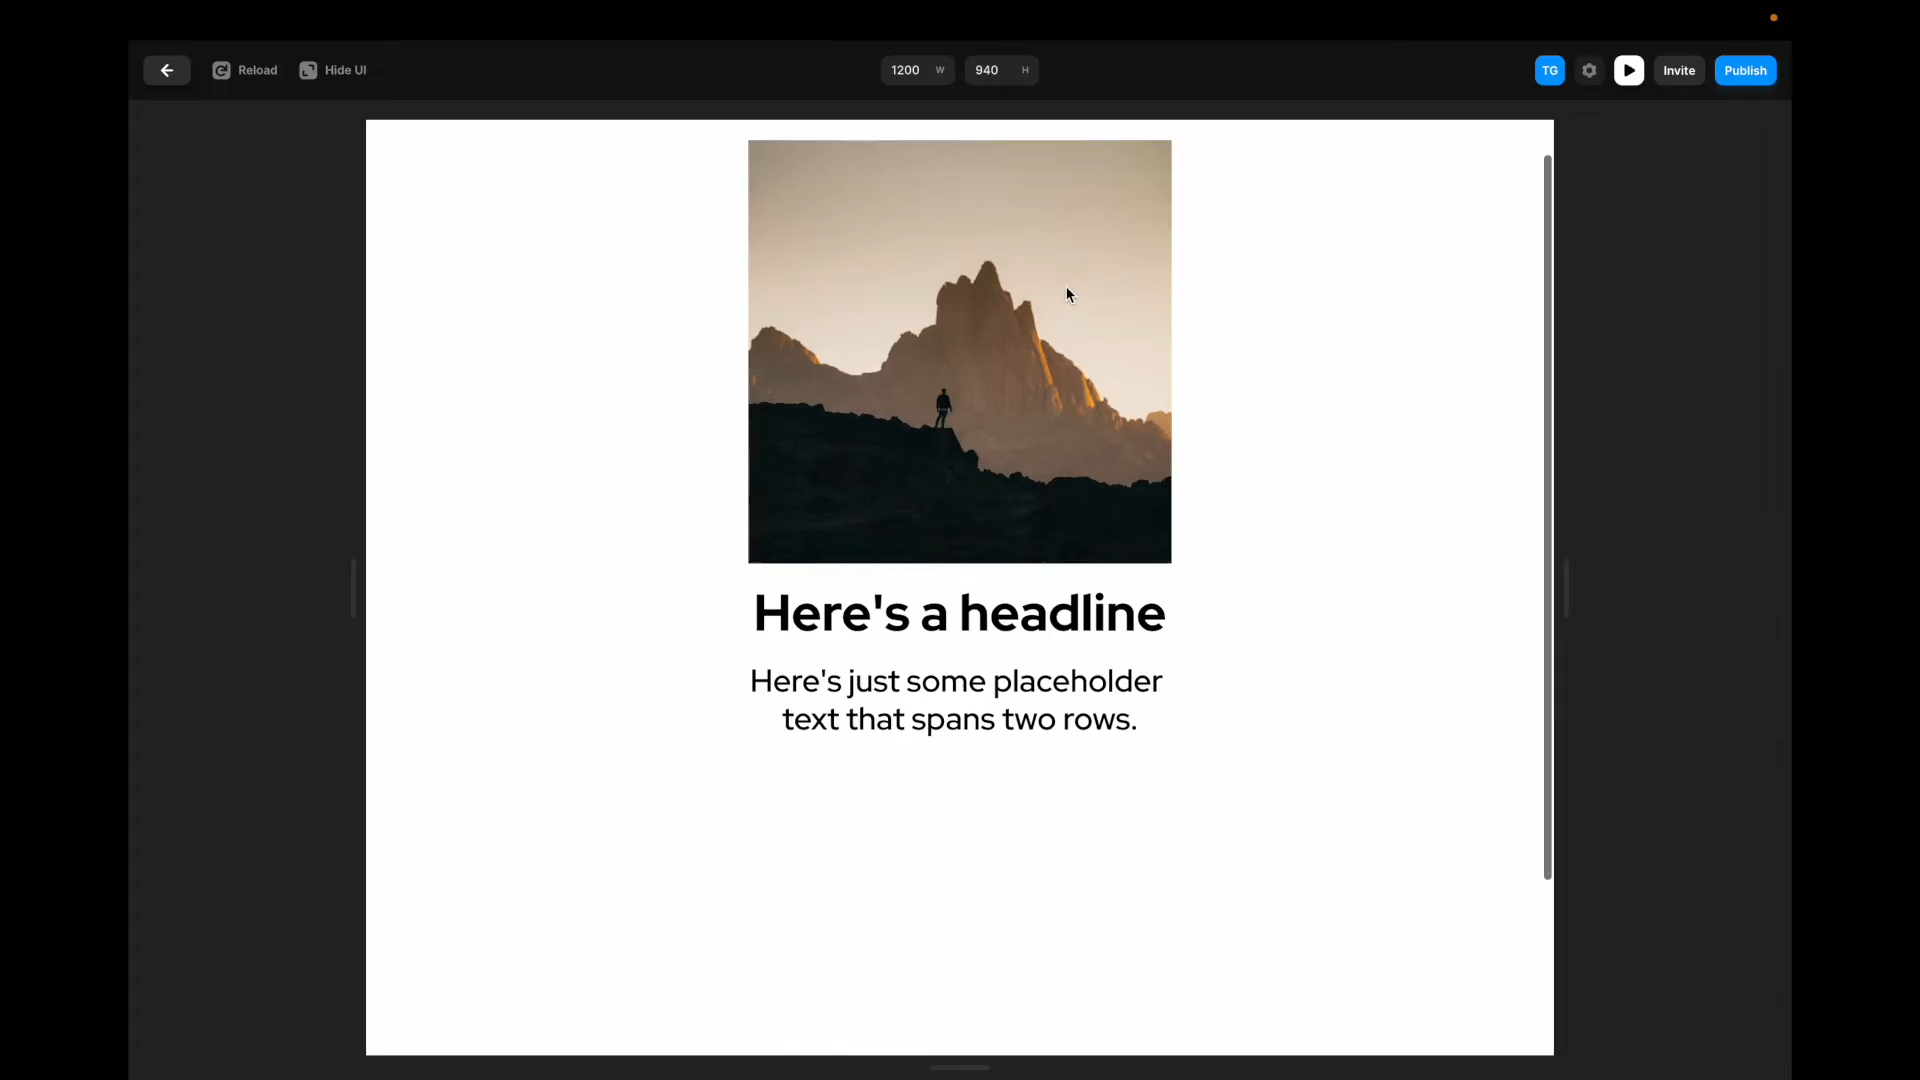 Reload Hide UI 1200 W 940 H TG Invite Publish
Here's a headline
Here's just some placeholder
text that spans two rows.